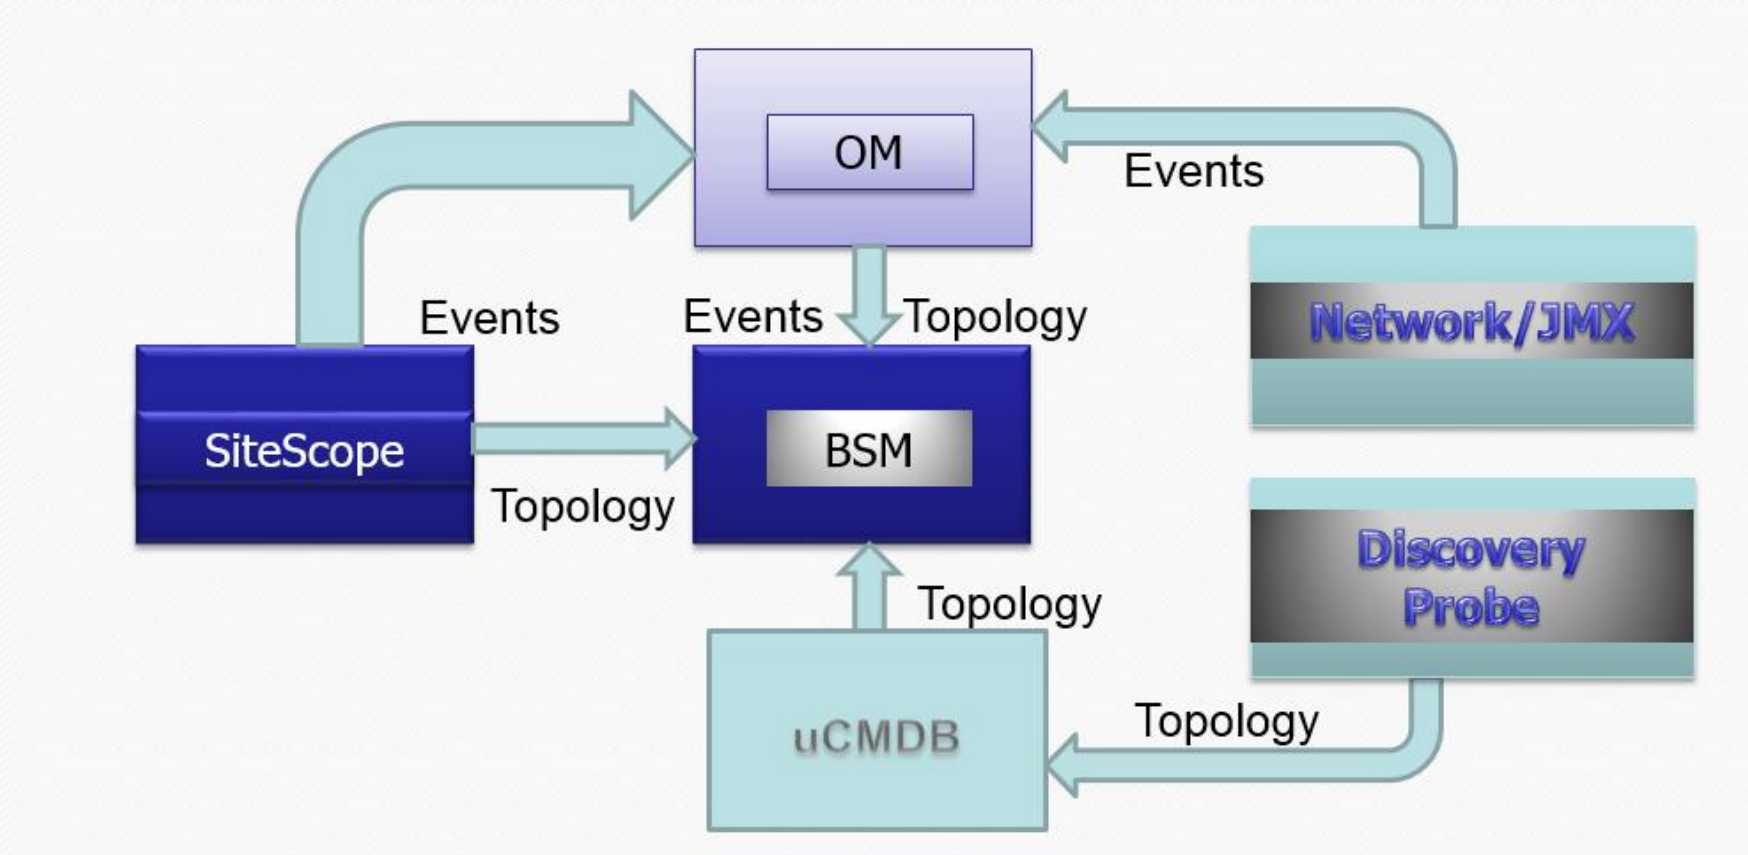 OM
Events
Events
Events
Topology
Network/JMX
SiteScope
BSM
Topology
Discovery
Probe
Topology
uCMDB
Topology